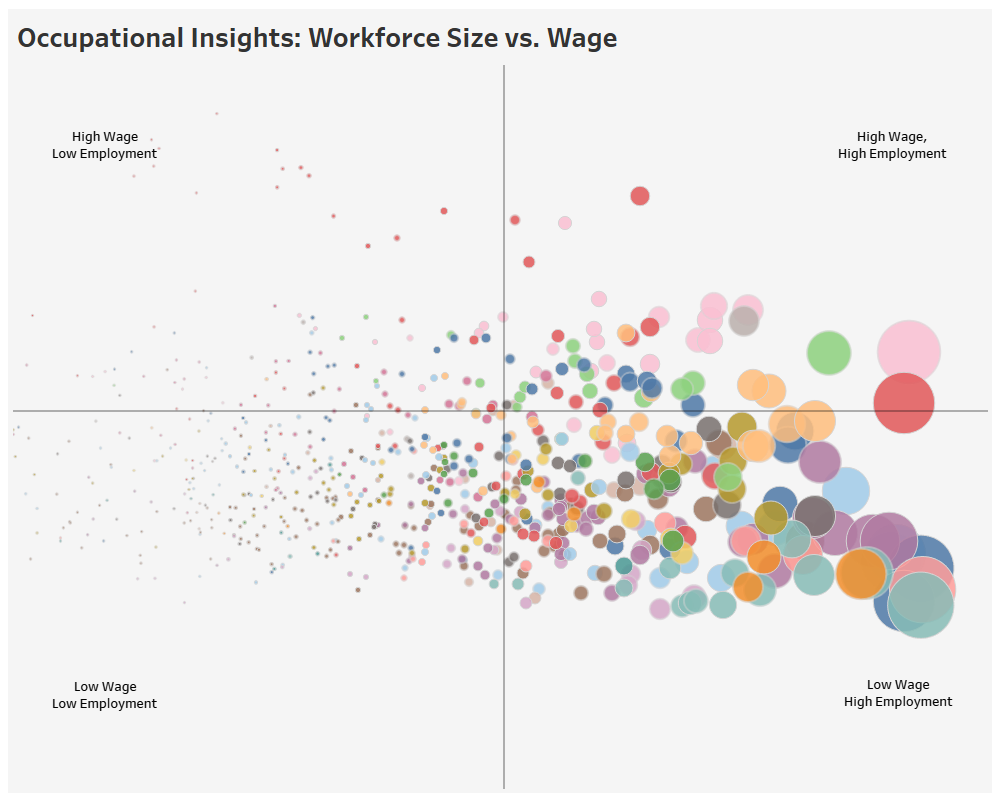 Occupational Insights: Workforce Size vs. Wage
High Wage
Low Employment
High Wage,
High Employment
Low Wage
Low Employment
Low Wage
High Employment